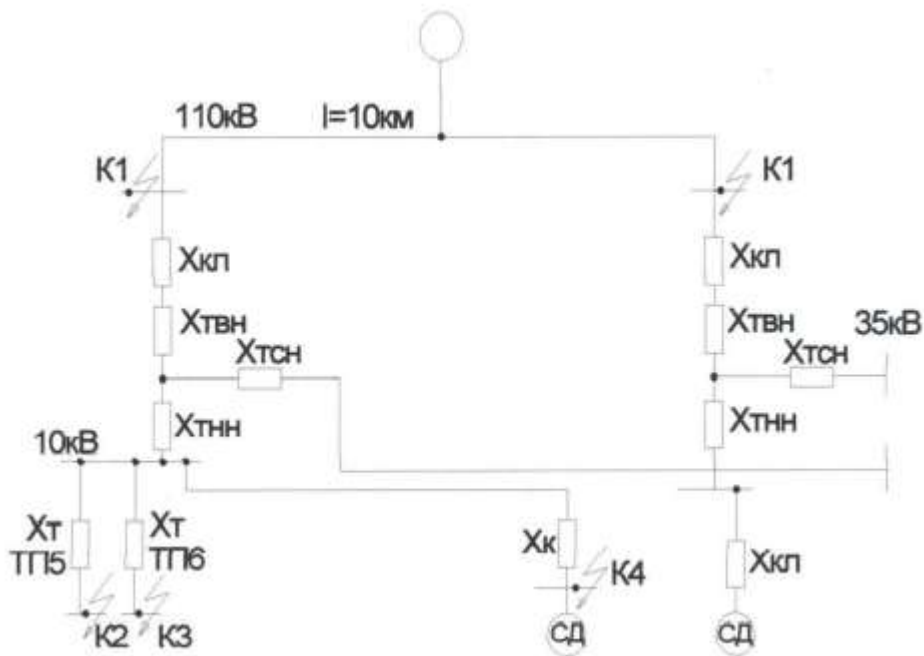 110кВ l=10км
К1 К1
Хкл Хкл
Хтвн Хтвн 35кВ
Хтсн Хтсн
Хтнн Хтнн
10кВ
Хт Хт
ТП5 ТП6
Хк
К4 Хкл
К2 К3 СД СД